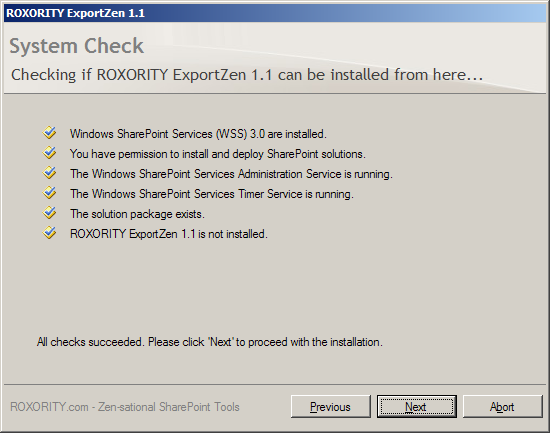 ROXORITY ExportZen 1.1
System Check
Checking if ROXORITY ExportZen 1.1 can be installed from here...
Windows SharePoint Services (WSS) 3.0 are installed.
You have permission to install and deploy SharePoint solutions.
The Windows SharePoint Services Administration Service is running.
The Windows SharePoint Services Timer Service is running.
The solution package exists.
ROXORITY ExportZen 1.1 is not installed.
All checks succeeded. Please click 'Next' to proceed with the installation.
ROXORITY.com - Zen-sational SharePoint Tools
Previous
Next
Abort